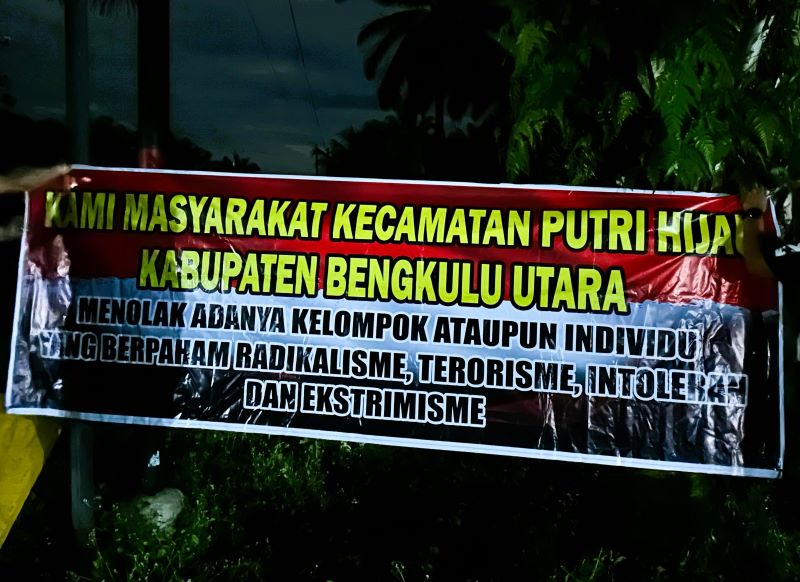 KAMI MASYARAKAT KECAMATAN PUTRI HIJAU
KABUPATEN BENGKULU UTARA
MENOLAK ADANYA KELOMPOK ATAUPUN INDIVIDU
YANG BERPAHAM RADIKALISME, TERORISME, INTOLERAN
DAN EKSTRIMISME